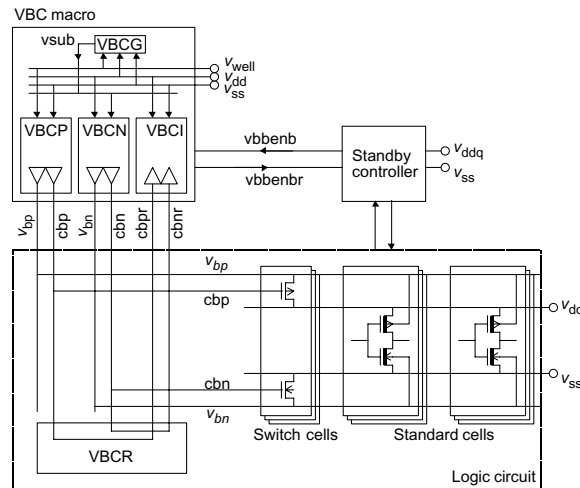 VBC macro
vsub
VBCG
vwell
vdd
vss
VBCP
VBCN
VBCI
vbbenb
vbbenbr
Standby
controller
vddq
vss
vbp
cbp
vbn
cbn
cbpr
cbnr
vbp
cbp
vdd
cbn
vss
vbn
Switch cells
Standard cells
VBCR
Logic circuit